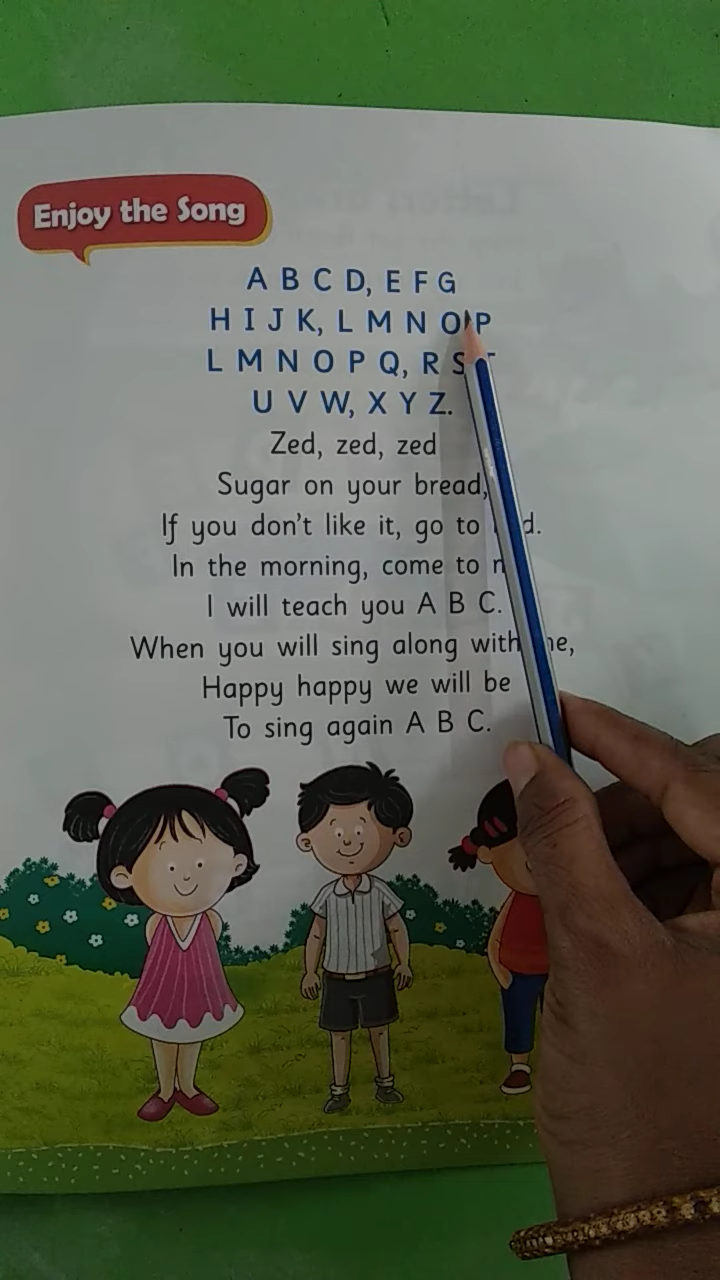 Enjoy the Song
A B C D, E F G
H I J K, L M N O P
L M N O P Q, R S T
U V W, X Y Z.
Zed, zed, zed
Sugar on your bread,
If you don't like it, go to
In the morning, come to
I will teach you A B C.
When you will sing along with me,
Happy happy we will be
To sing again A B C.